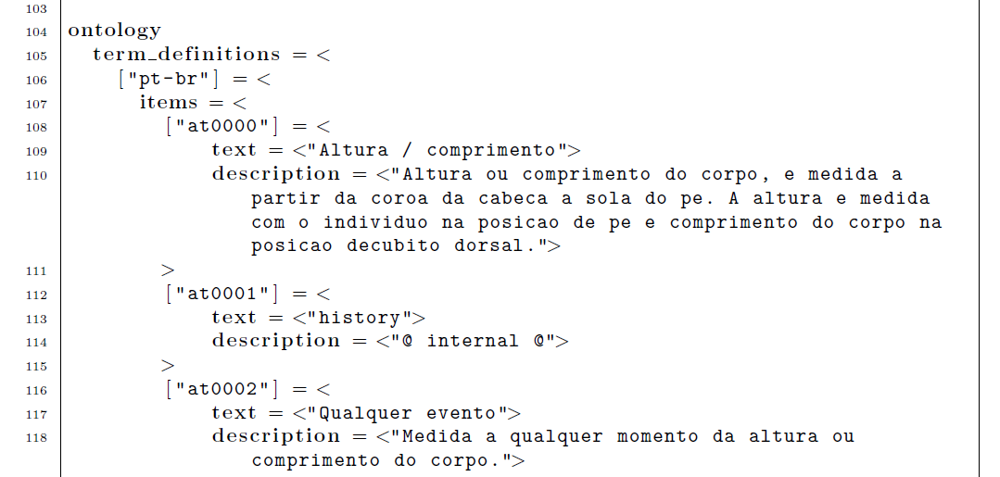 103
104 ontology
105 term_definitions = <
106 ["pt-br"] = <
107 items = <
108 ["at0000"] = <
109 text = <"Altura / comprimento">
110 description = <"Altura ou comprimento do corpo, e medida a
partir da coroa da cabeca a sola do pe. A altura e medida
com o individuo na posicao de pe e comprimento do corpo na
posicao decubito dorsal.">
111 >
112 ["at0001"] = <
113 text = <"history">
114 description = <"@ internal @">
115 >
116 ["at0002"] = <
117 text = <"Qualquer evento">
118 description = <"Medida a qualquer momento da altura ou
comprimento do corpo.">